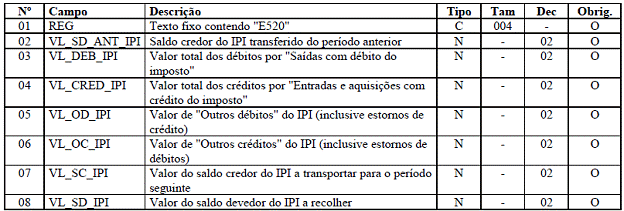 Nº Campo Descrição Tipo Tam Dec Obrig.
01 REG Texto fixo contendo "E520" C 004 - O
02 VL_SD_ANT_IPI Saldo credor do IPI transferido do período anterior N - 02 O
03 VL_DEB_IPI Valor total dos débitos por "Saídas com débito do N - 02 O
imposto"
04 VL_CRED_IPI Valor total dos créditos por "Entradas e aquisições com N - 02 O
crédito do imposto"
05 VL_OD_IPI Valor de "Outros débitos" do IPI (inclusive estornos de N - 02 O
crédito)
06 VL_OC_IPI Valor de "Outros créditos" do IPI (inclusive estornos de N - 02 O
débitos)
07 VL_SC_IPI Valor do saldo credor do IPI a transportar para o período N - 02 O
seguinte
08 VL_SD_IPI Valor do saldo devedor do IPI a recolher N - 02 O